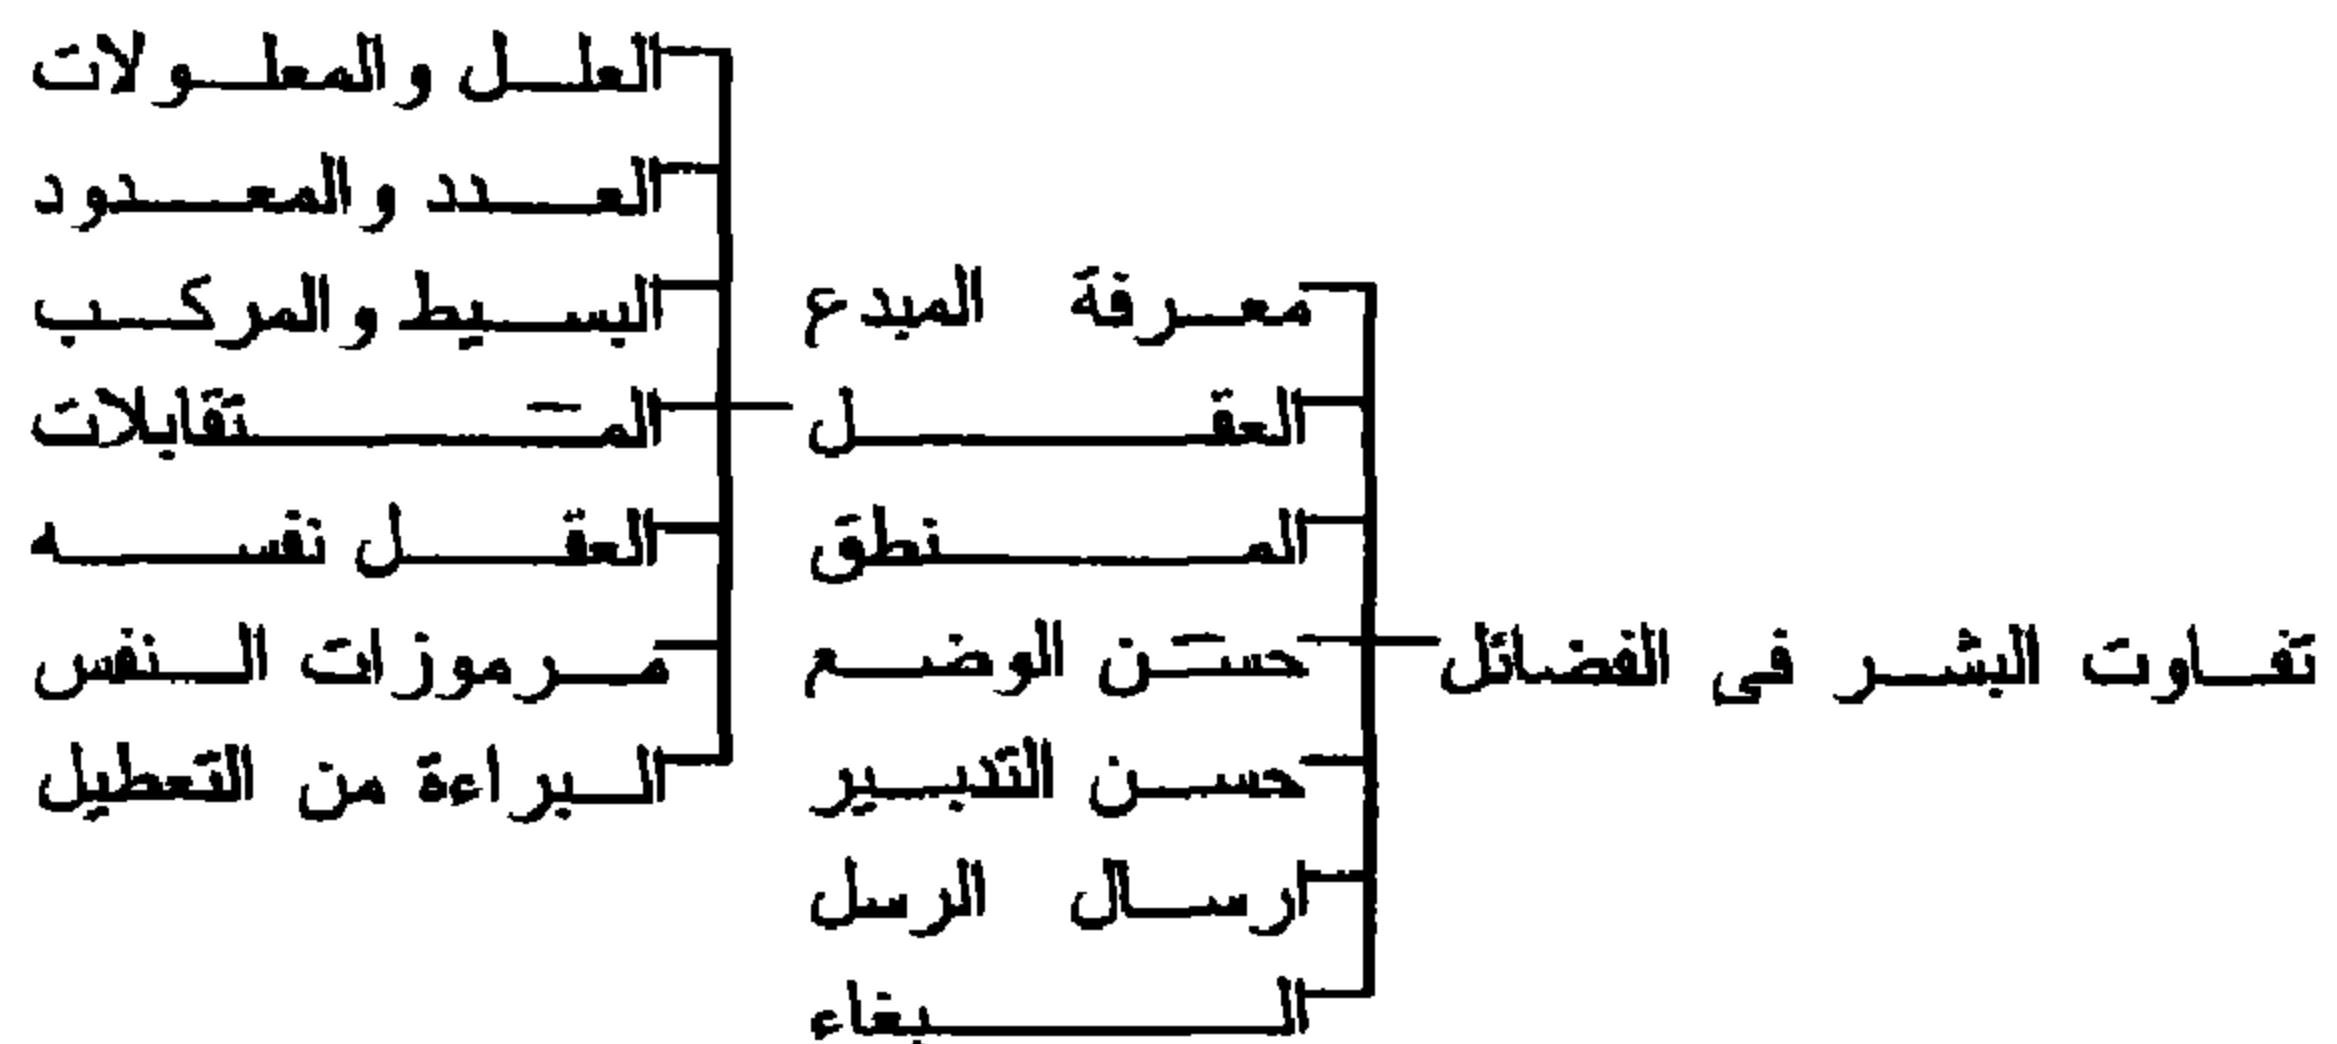 تفاوت البشر فى الفضائل
معرفة المبدع
العقل
المنطق
حسن الوضع
حسن التدبير
ارسال الرسل
البقاء
العلل والمعلولات
العدد والمعدود
البسيط والمركب
المتقابلات
العقل نفسه
مرموزات النفس
البراءة من التعطيل